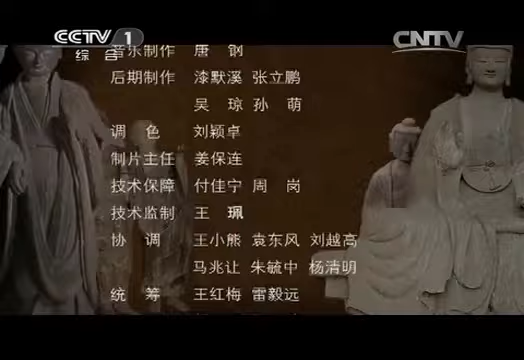 CCTV 1
综合
CNTV
音乐制作 唐 钢
后期制作 漆默溪 张立鹏
吴 琼 孙 萌
调 色 刘颖卓
制片主任 姜保连
技术保障 付佳宁 周 岗
技术监制 王 珮
协 调 王小熊 袁东风 刘越高
马兆让 朱毓中 杨清明
统 筹 王红梅 雷毅远